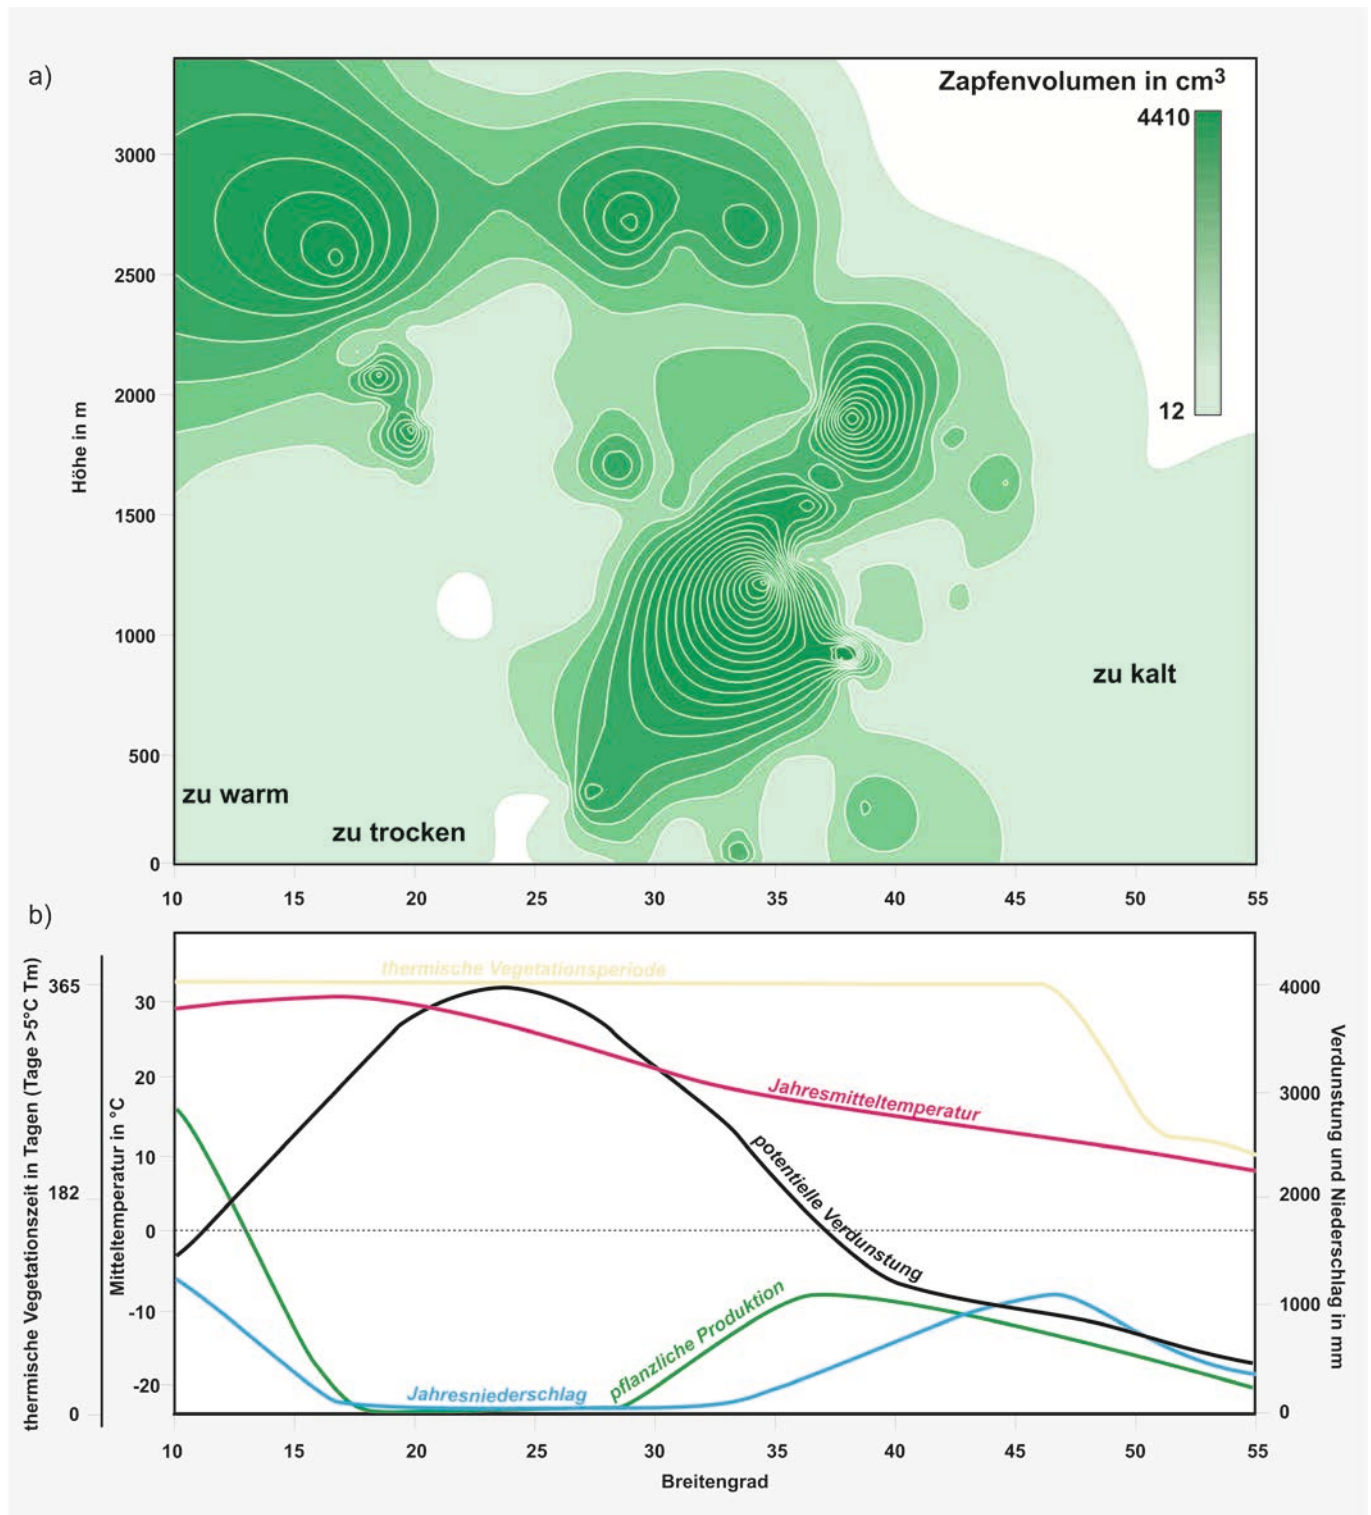 a)
Zapfenvolumen in cm³
4410
12
Höhe in m
3000
2500
2000
1500
1000
500
0
zu warm
zu trocken
zu kalt
10 15 20 25 30 35 40 45 50 55
b)
thermische Vegetationszeit in Tagen (Tage >5°C Tm)
365
182
0
Mitteltemperatur in °C
30
20
10
0
-10
-20
thermische Vegetationsperiode
Jahresmitteltemperatur
potentielle Verdunstung
pflanzliche Produktion
Jahresniederschlag
4000
3000
2000
1000
0
Verdunstung und Niederschlag in mm
10 15 20 25 30 35 40 45 50 55
Breitengrad